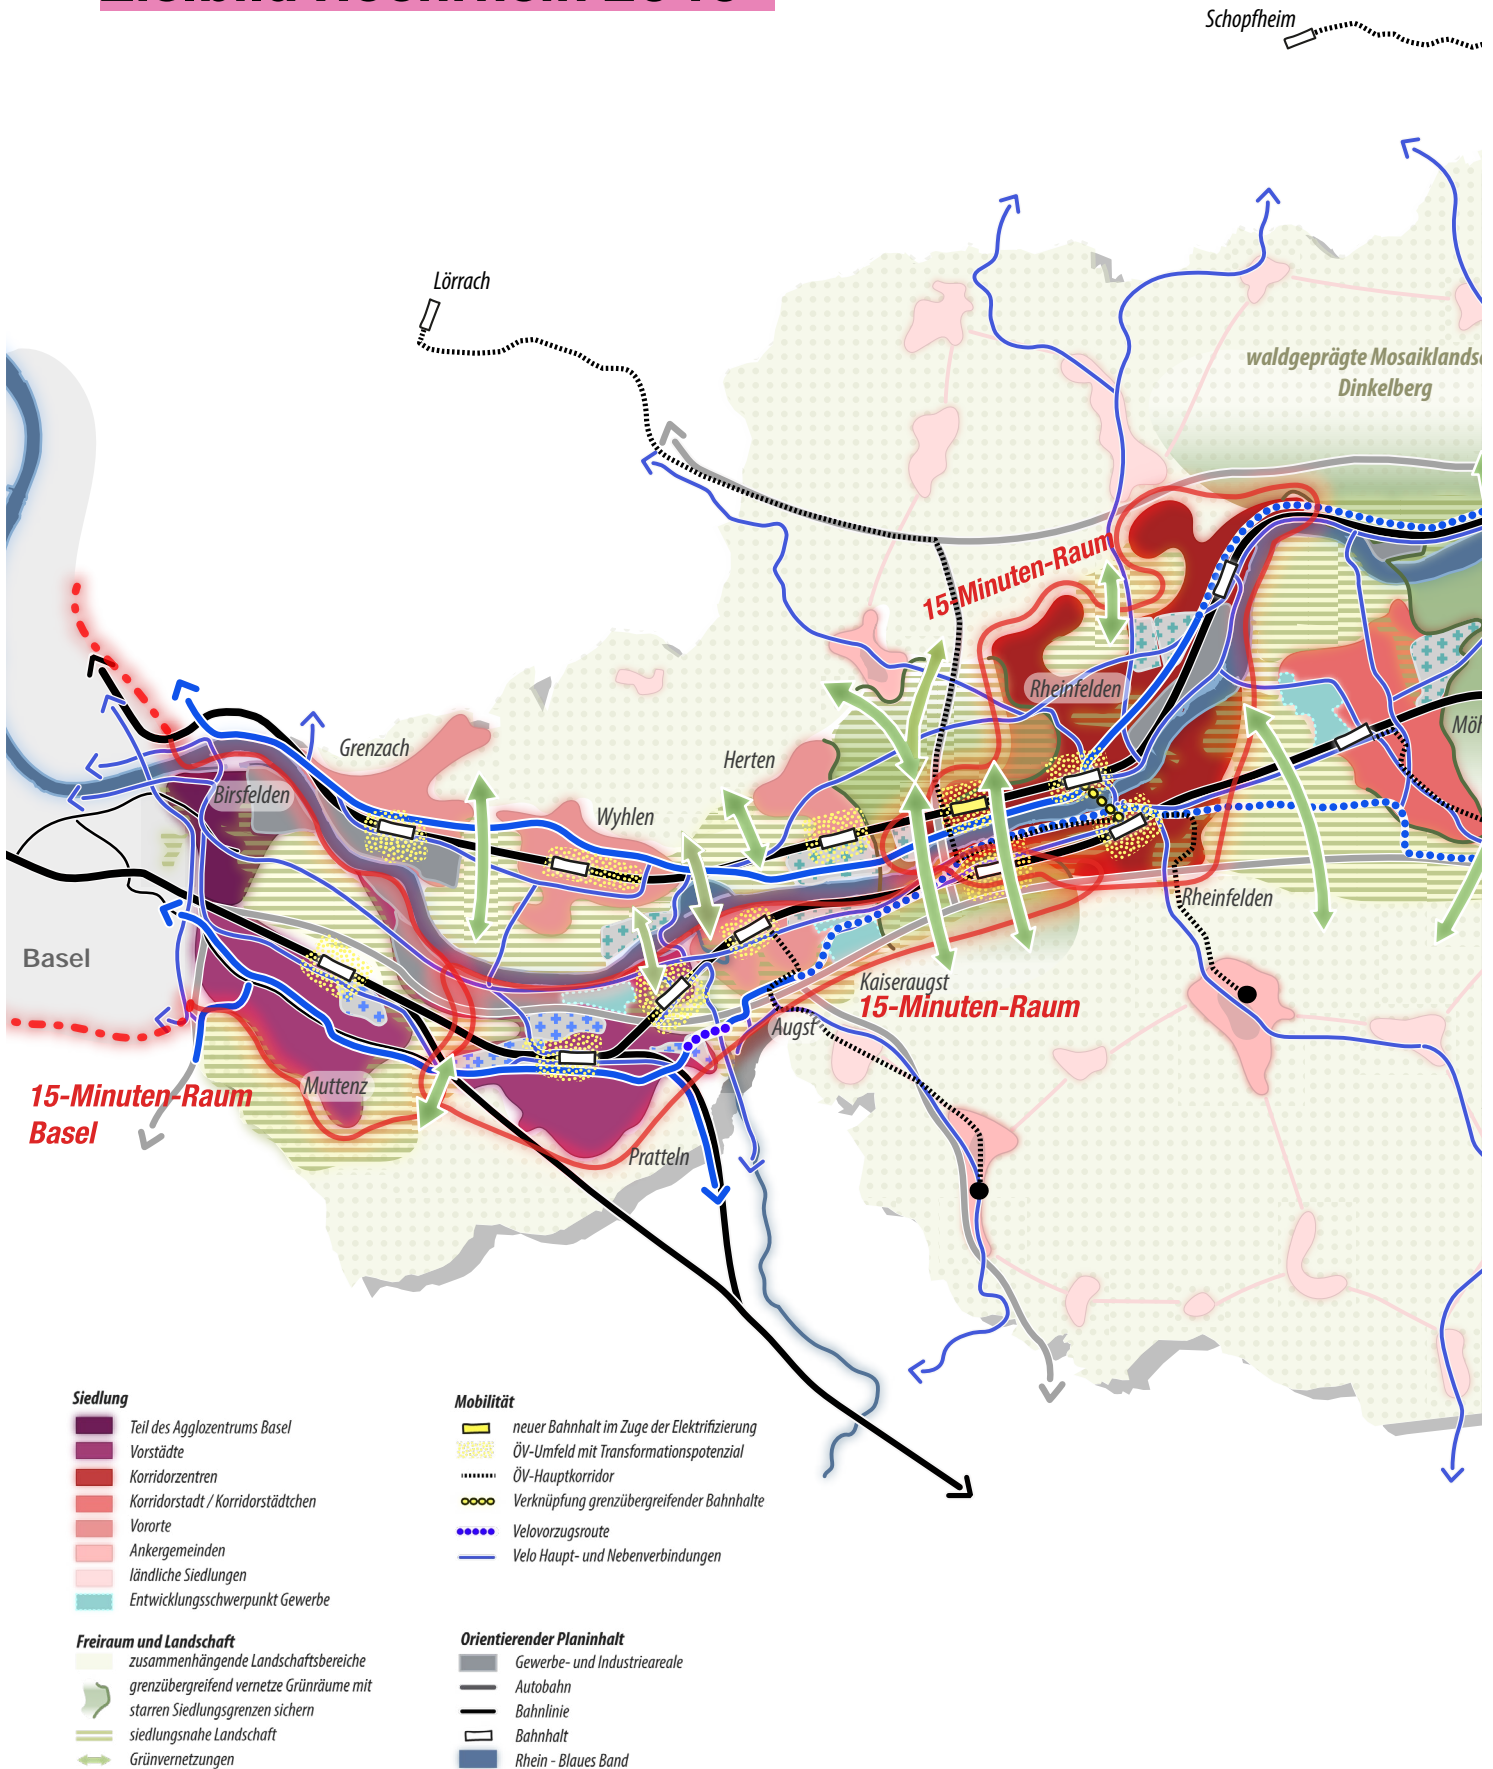 Schopfheim
Lörrach
waldgeprägte
Dinkelberg
15-Minuten-Raum
Rheinfelden
Grenzach
Herten
Birsfelden
Wyhlen
Rheinfelden
Basel
Kaiseraugst
15-Minuten-Raum
Augst
15-Minuten-Raum
Basel
Muttenz
Pratteln
Siedlung
Teil des Agglozentrums Basel
Vorstädte
Korridorzentren
Korridorstadt / Korridorstädtchen
Vororte
Ankergemeinden
ländliche Siedlungen
Entwicklungsschwerpunkt Gewerbe
Freiraum und Landschaft
zusammenhängende Landschaftsbereiche
grenzübergreifend vernetze Grünräume mit
starren Siedlungsgrenzen sichern
siedlungsnahe Landschaft
Grünvernetzungen
Mobilität
neuer Bahnhalt im Zuge der Elektrifizierung
ÖV-Umfeld mit Transformationspotenzial
ÖV-Hauptkorridor
Verknüpfung grenzübergreifender Bahnhalte
Velovorzugsroute
Velo Haupt- und Nebenverbindungen
Orientierender Planinhalt
Gewerbe- und Industrieareale
Autobahn
Bahnlinie
Bahnhalt
Rhein - Blaues Band